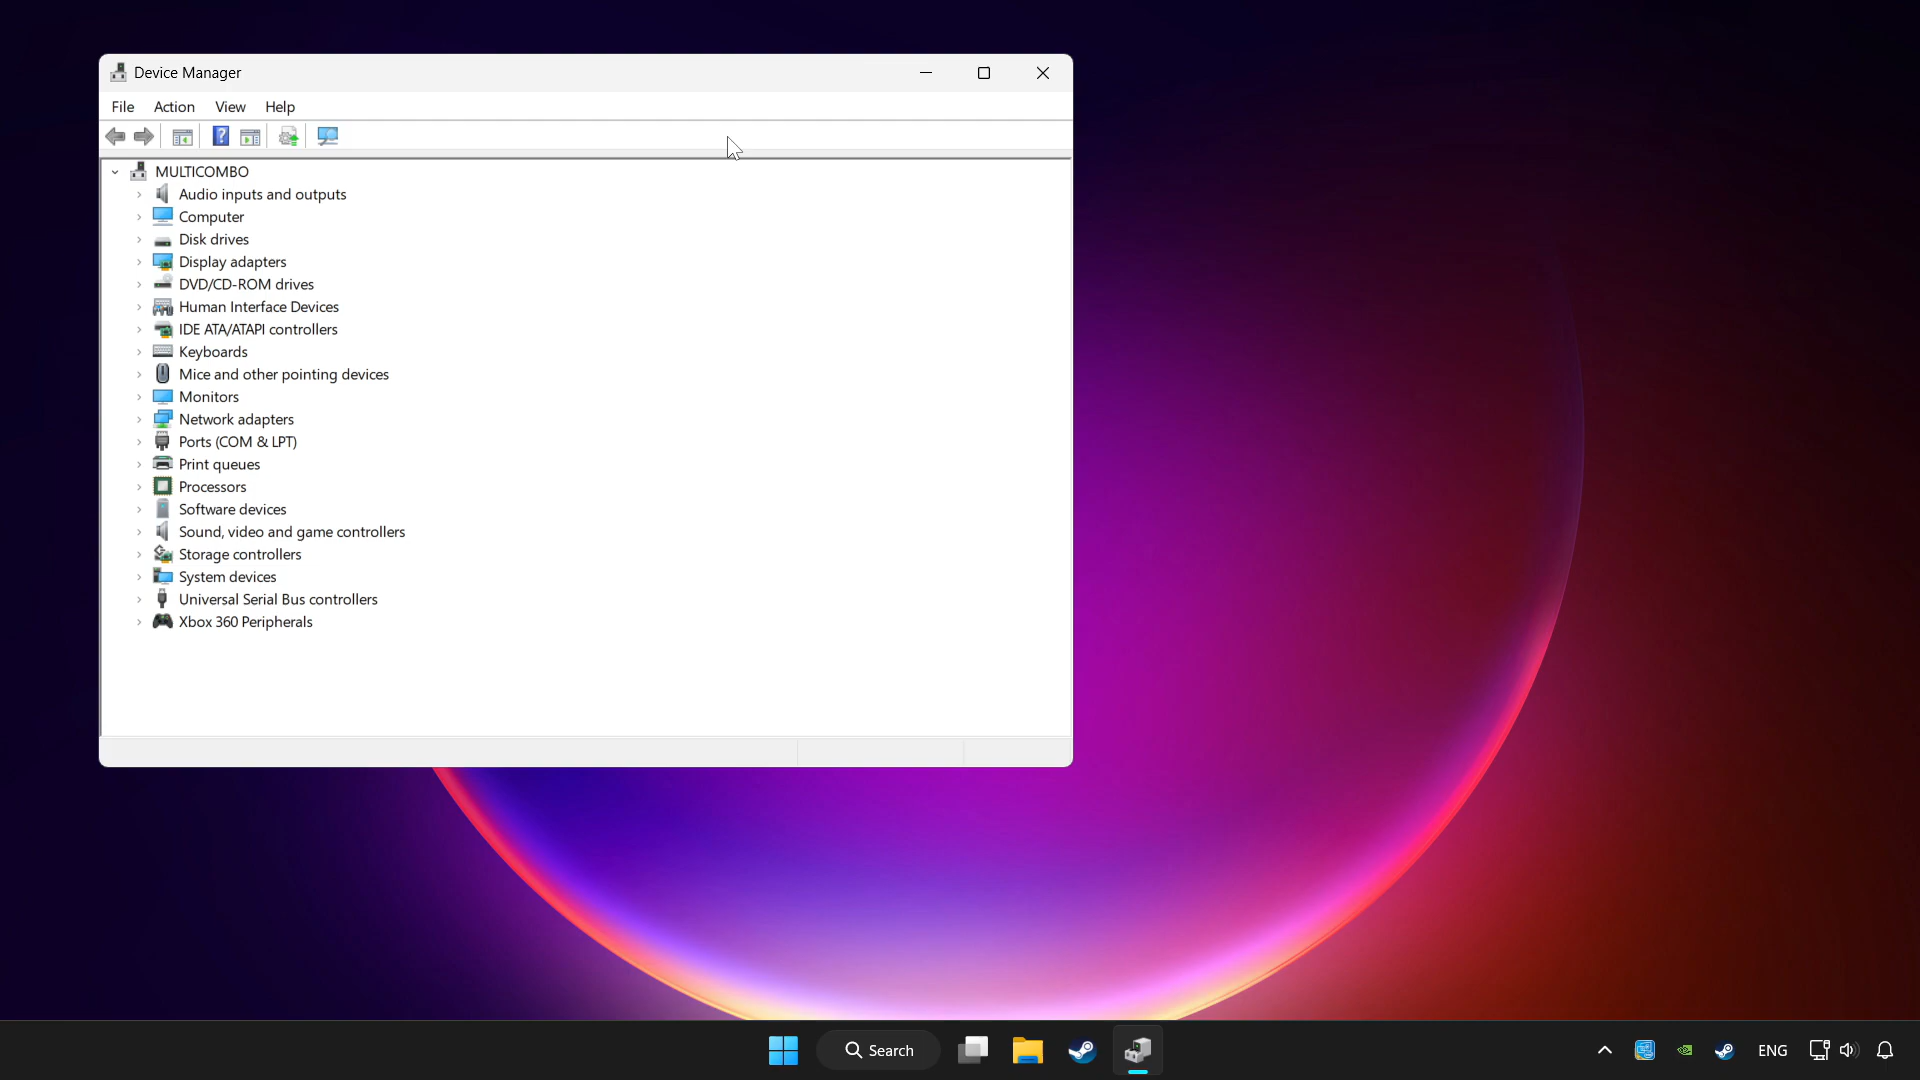 Device Manager
File Action View Help
?
MULTICOMBO
Audio inputs and outputs
Computer
Disk drives
Display adapters
DVD/CD-ROM drives
Human Interface Devices
IDE ATA/ATAPI controllers
Keyboards
Mice and other pointing devices
Monitors
Network adapters
Ports (COM & LPT)
Print queues
Processors
Software devices
Sound, video and game controllers
Storage controllers
System devices
Universal Serial Bus controllers
Xbox 360 Peripherals
Search
ENG